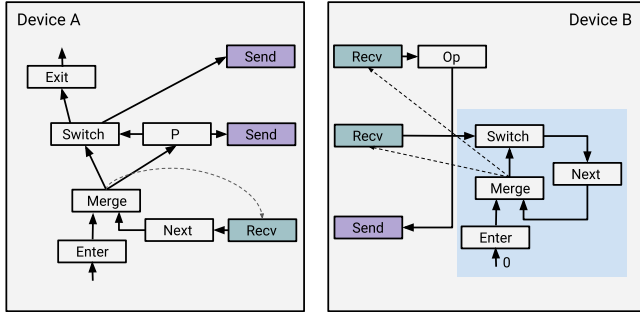 Device A
Send
Exit
Switch
P
Send
Merge
Next
Recv
Enter
Device B
Recv
Op
Recv
Switch
Next
Merge
Send
Enter
0